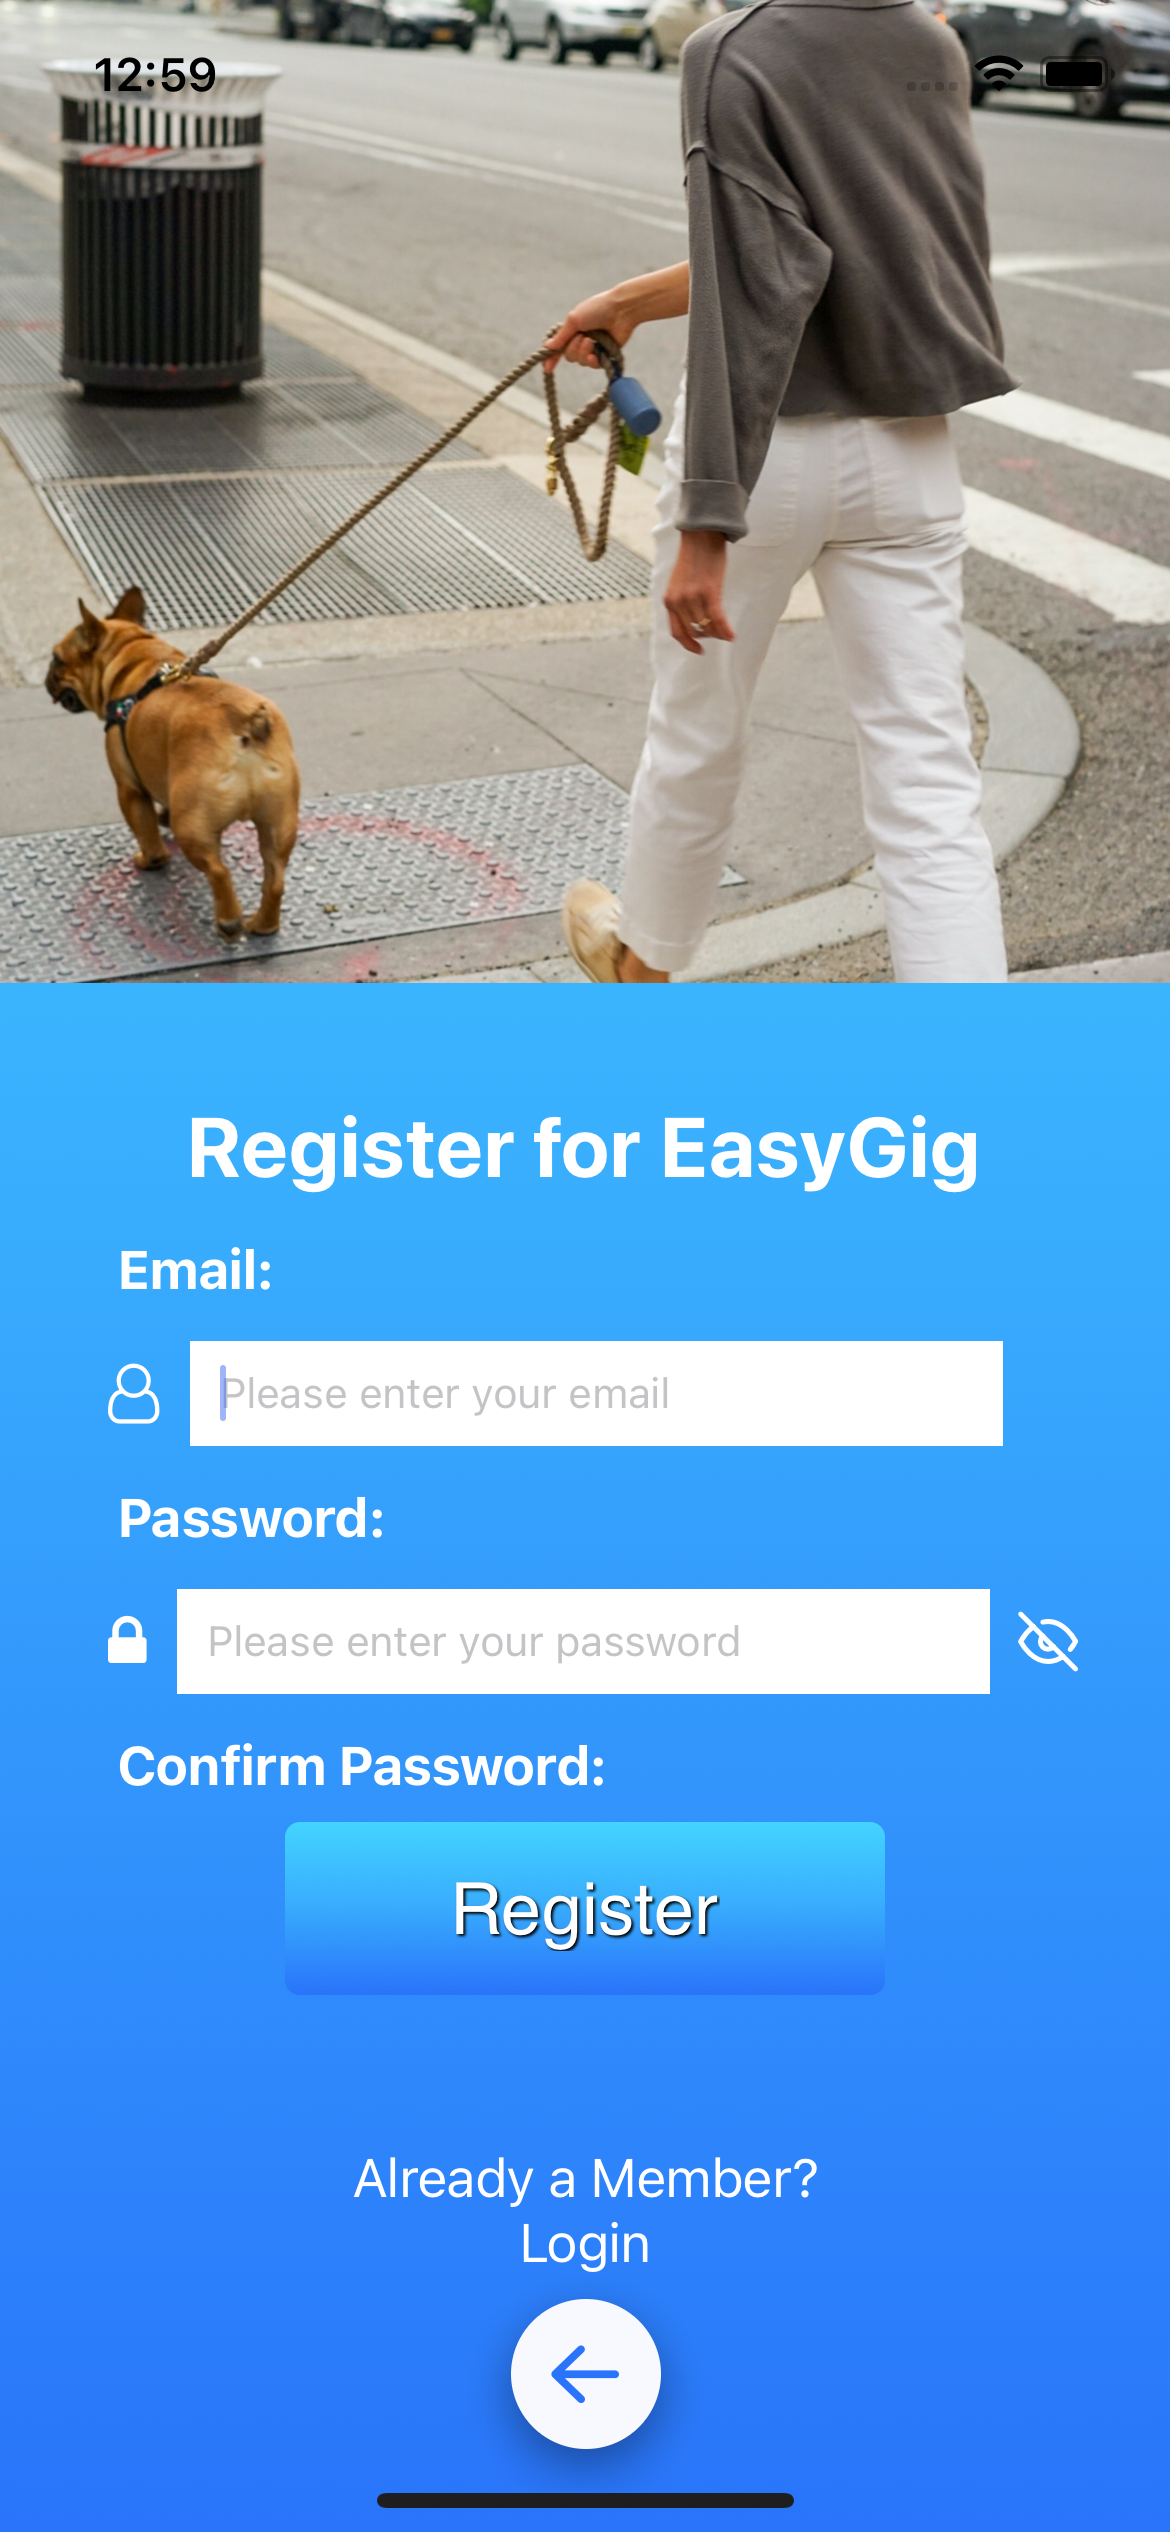 12:59
Register for EasyGig
Email:
Please enter your email
Password:
Please enter your password
Confirm Password:
Register
Already a Member?
Login